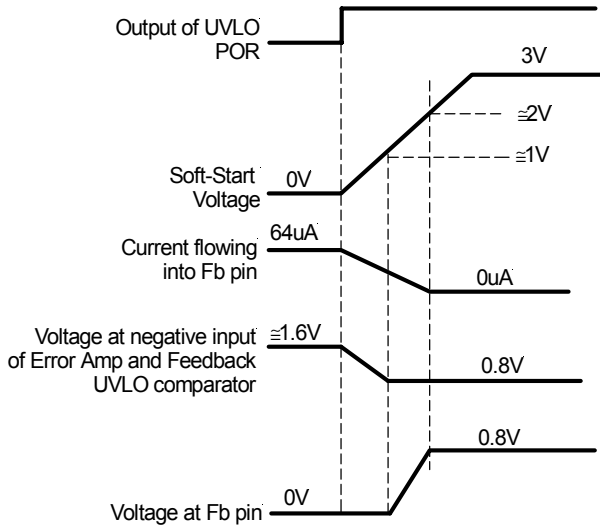 Output of UVLO
POR
3V
≅2V
≅1V
Soft-Start
Voltage
0V
64uA
Current flowing
into Fb pin
0uA
Voltage at negative input
of Error Amp and Feedback
UVLO comparator
≅1.6V
0.8V
0.8V
Voltage at Fb pin
0V